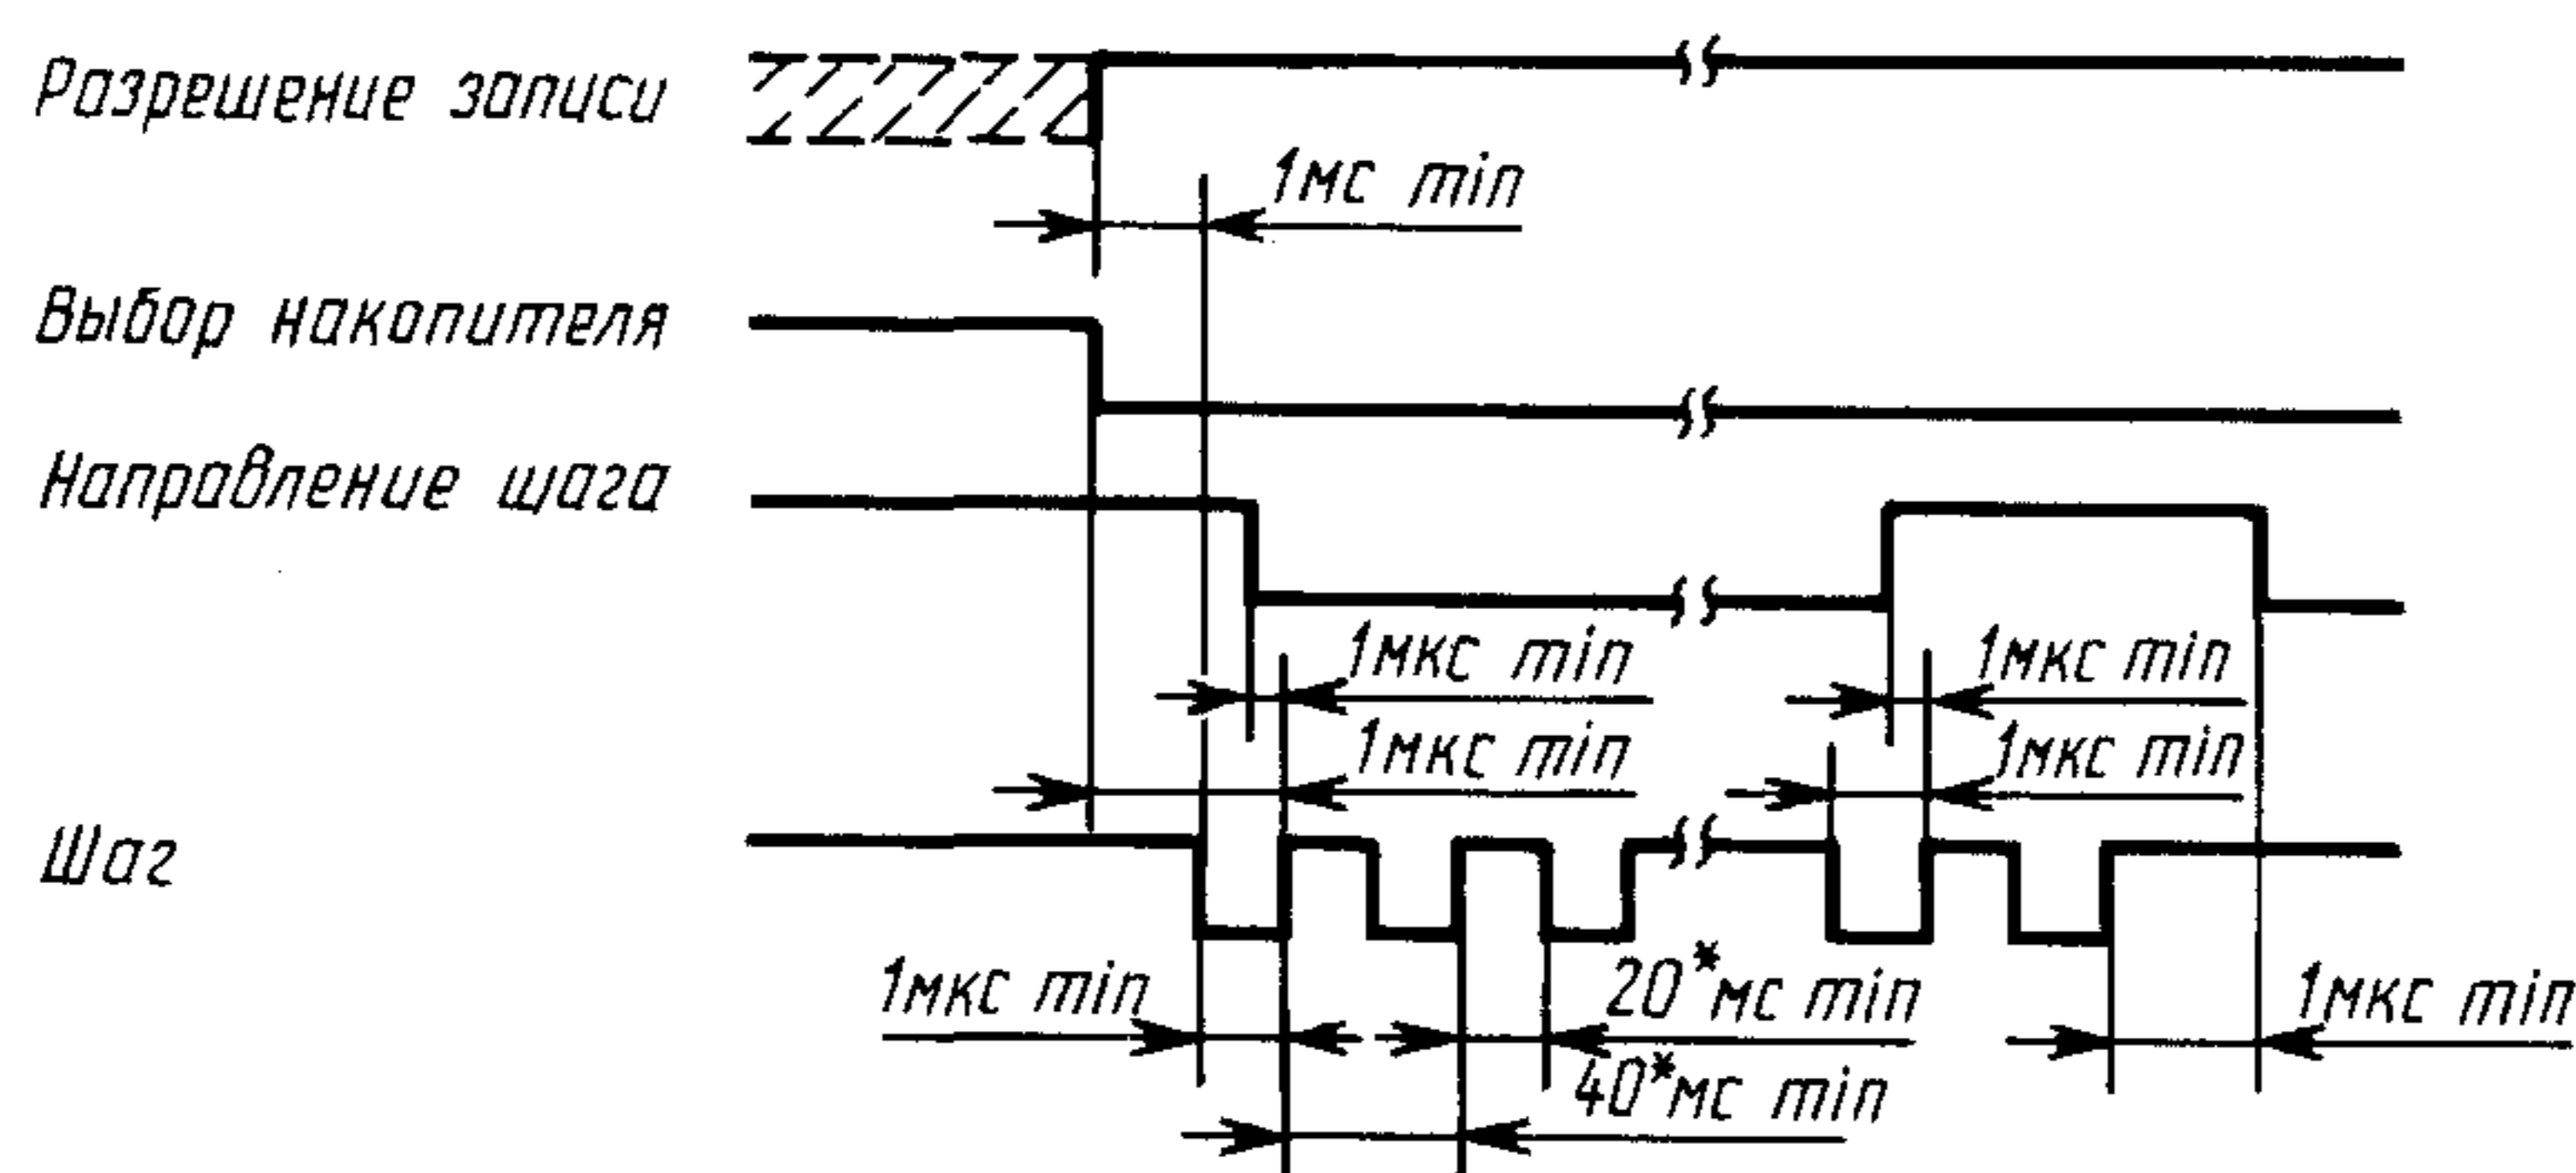 Разрешение записи
1мс min
Выбор накопителя
Направление шага
1мкс min
1мкс min
1мкс min
1мкс min
Шаг
1мкс min
20*мс min
1мкс min
40*мс min